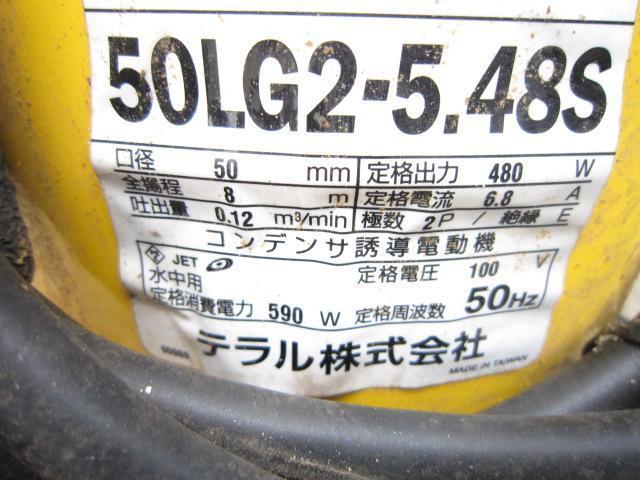 50LG2-5.48S
口径 50 mm 定格出力 480 W
全揚程 8 m 定格電流 6.8 A
吐出量 0.12 m³/min 極数 2P / 絶縁 E
コンデンサ誘導電動機
JET
水中用 定格電圧 100 V
定格消費電力 590 W 定格周波数 50Hz
テラル株式会社
MADE IN TAIWAN